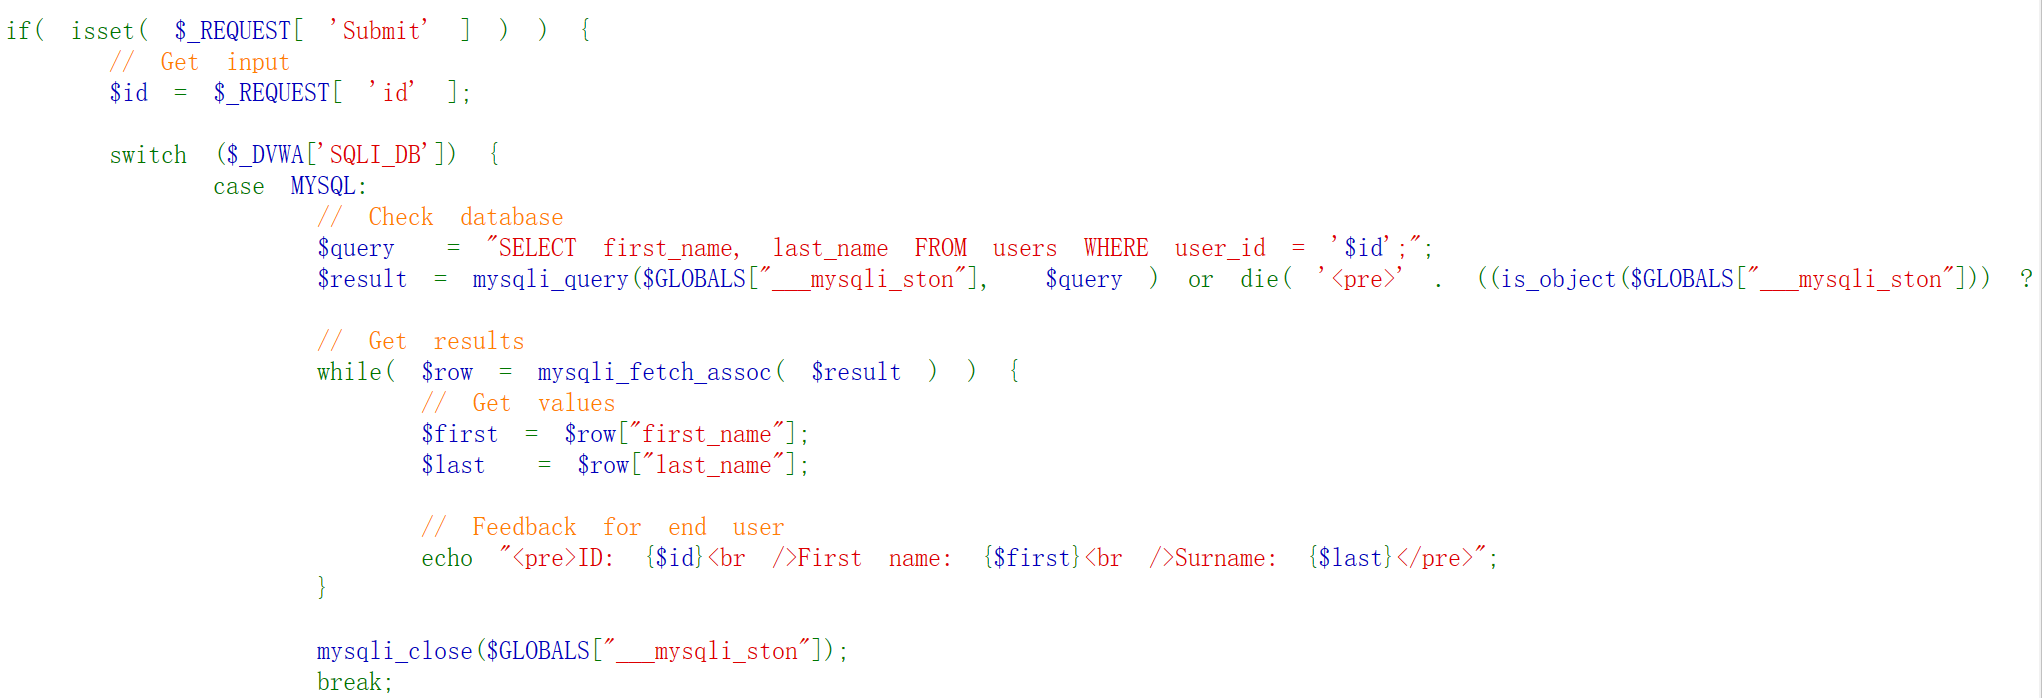 if( isset( $_REQUEST[ 'Submit' ] ) ) {
// Get input
$id = $_REQUEST[ 'id' ];
switch ($_DVWA['SQLI_DB']) {
case MYSQL:
// Check database
$query = "SELECT first_name, last_name FROM users WHERE user_id = '$id';";
$result = mysqli_query($GLOBALS["___mysqli_ston"], $query ) or die( '<pre>' . ((is_object($GLOBALS["___mysqli_ston"])) ?
// Get results
while( $row = mysqli_fetch_assoc( $result ) ) {
// Get values
$first = $row["first_name"];
$last = $row["last_name"];
// Feedback for end user
echo "<pre>ID: {$id}<br />First name: {$first}<br />Surname: {$last}</pre>";
}
mysqli_close($GLOBALS["___mysqli_ston"]);
break;